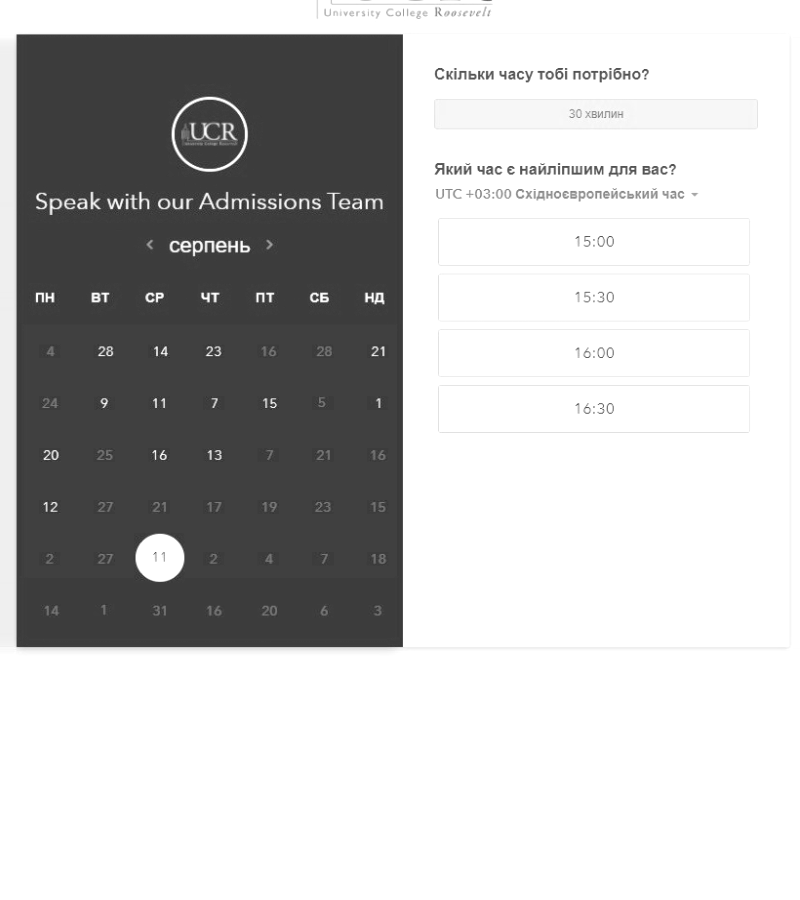 University College Roosevelt
UCR
Speak with our Admissions Team
< серпень >
ПН ВТ СР ЧТ ПТ СБ НД
4 28 14 23 16 28 21
24 9 11 7 15 5 1
20 25 16 13 7 21 16
12 27 21 17 19 23 15
2 27 11 2 4 7 18
14 1 31 16 20 6 3
Скільки часу тобі потрібно?
30 хвилин
Який час є найліпшим для вас?
UTC +03:00 Східноєвропейський час
15:00
15:30
16:00
16:30